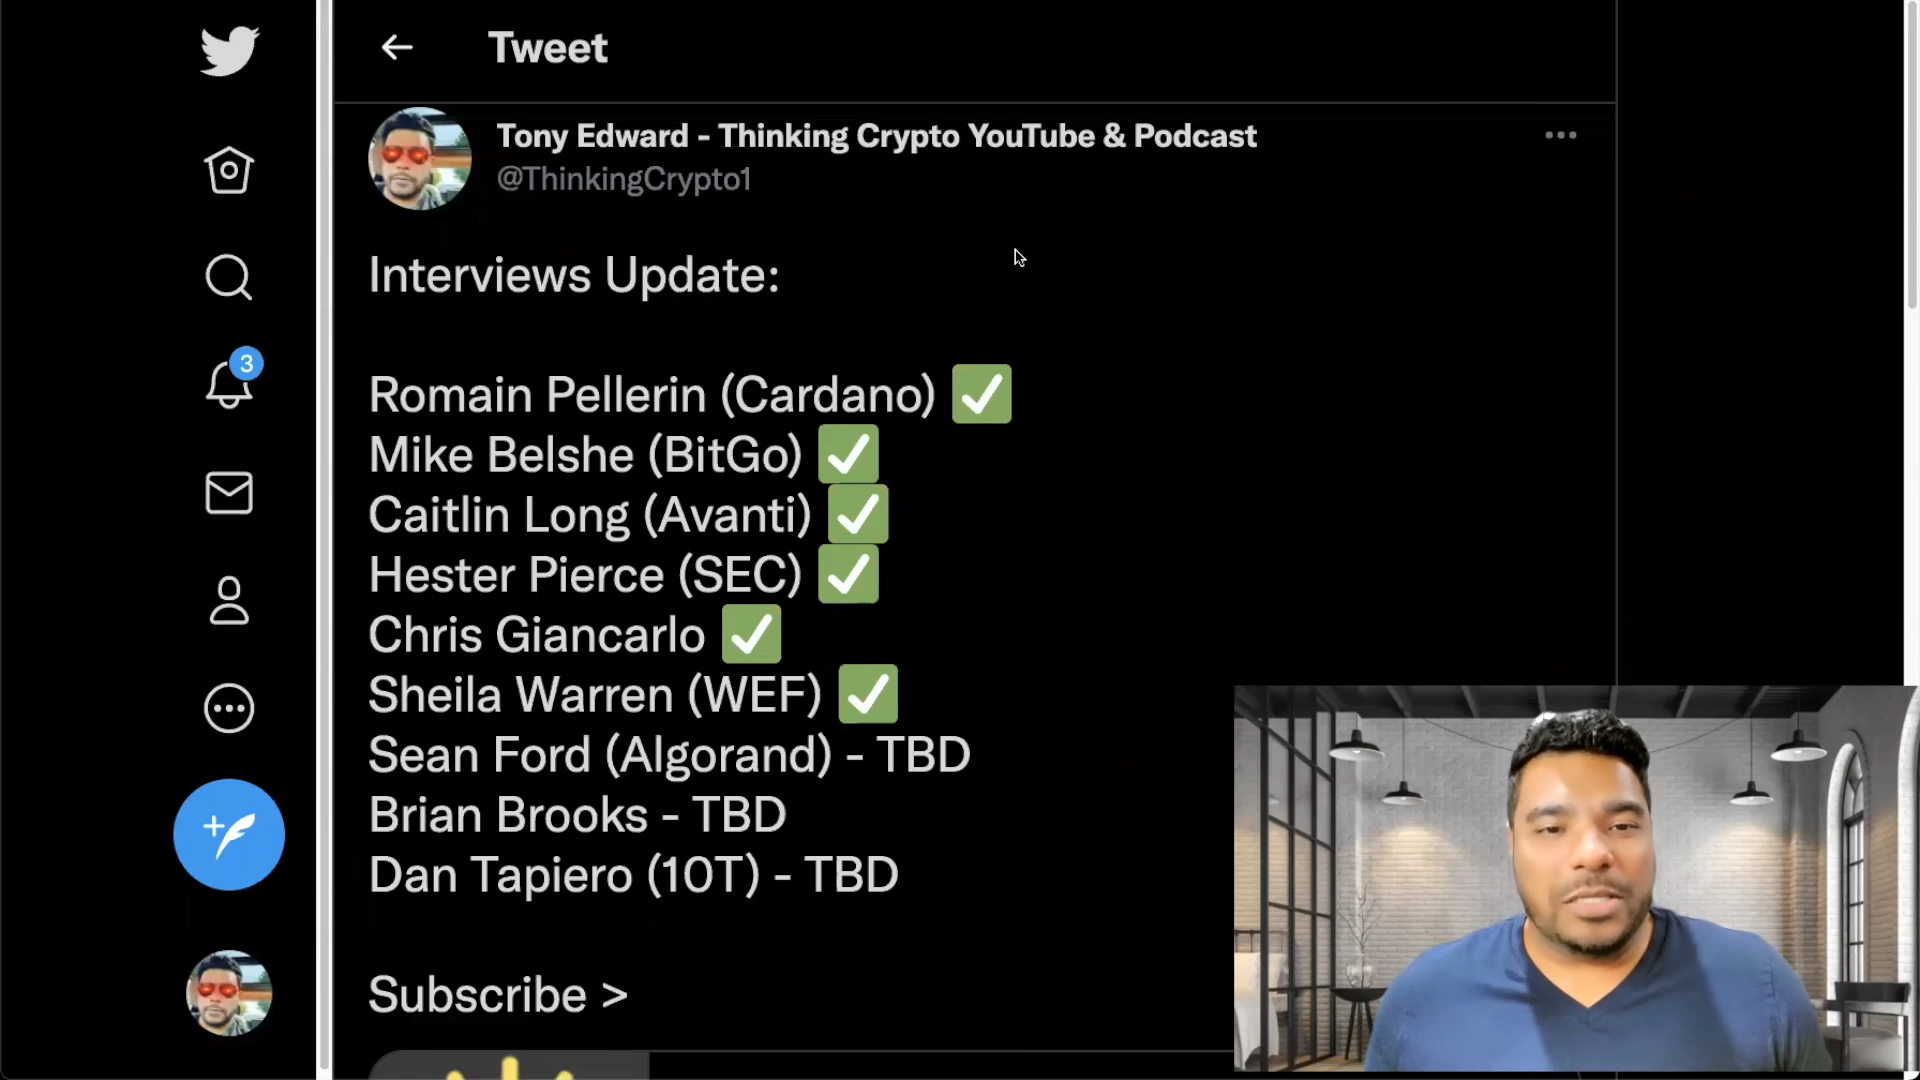 Tweet
Tony Edward - Thinking Crypto YouTube & Podcast
@ThinkingCrypto1
Interviews Update:
3
Romain Pellerin (Cardano) ✅
Mike Belshe (BitGo) ✅
Caitlin Long (Avanti) ✅
Hester Pierce (SEC) ✅
Chris Giancarlo ✅
Sheila Warren (WEF) ✅
Sean Ford (Algorand) - TBD
Brian Brooks - TBD
Dan Tapiero (10T) - TBD
Subscribe >